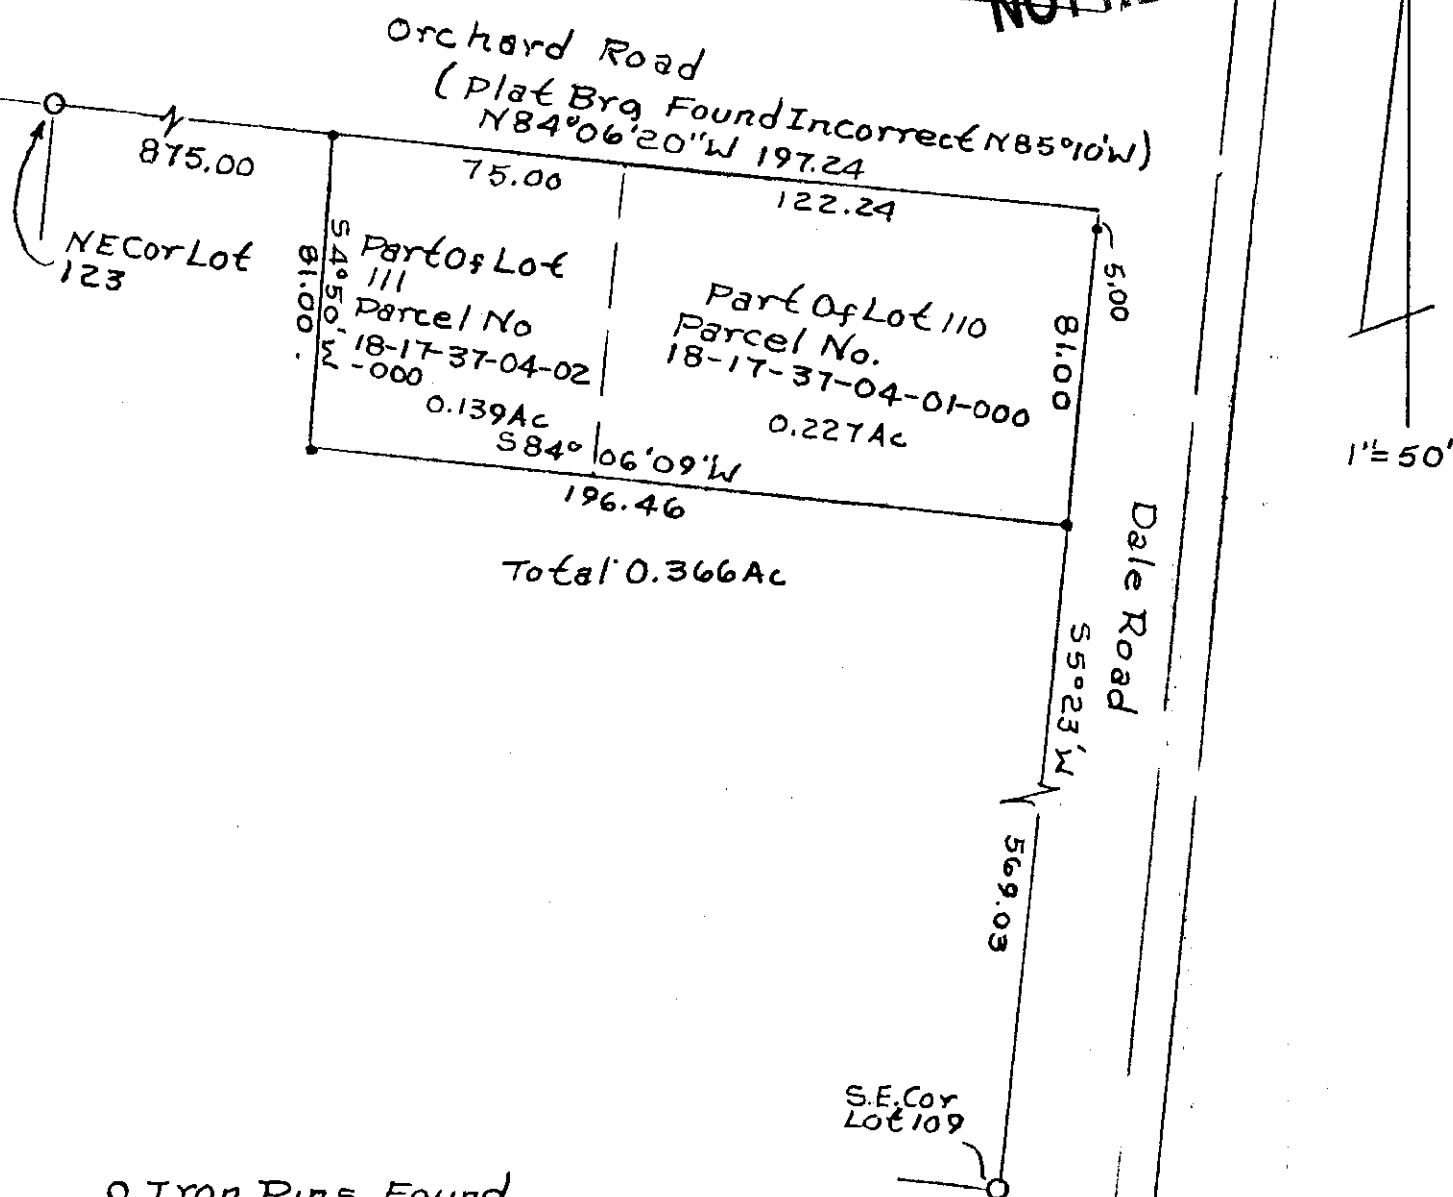 NOT
Orchard Road
(Plat Brg Found Incorrect N85°10'W)
N84°06'20"W 197.24
875.00
75.00
122.24
5.00
NE Cor Lot
123
S4°50'W
81.00
Part Of Lot
111
Parcel No
18-17-37-04-02
-000
0.139Ac
Part Of Lot 110
Parcel No.
18-17-37-04-01-000
0.227Ac
81.00
S84°06'09"W
196.46
Total 0.366Ac
1"=50'
Dale Road
S5°23'W
569.03
S.E.Cor
Lot 109
O Iron Pins Found